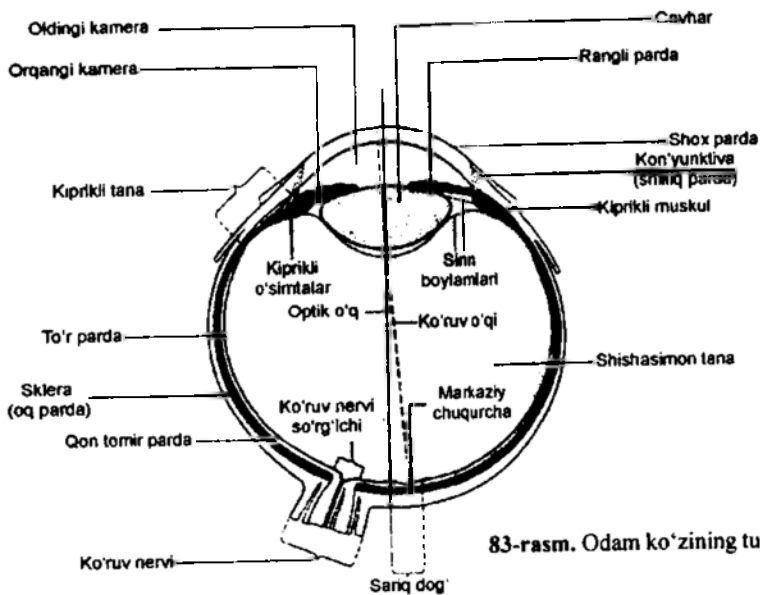 Oldingi kamera
Gavhar
Orqangi kamera
Rangli parda
Shox parda
Kon'yunktiva
(shilliq parda)
Kiprikli tana
Kiprikli muskul
Kiprikli
o'simtalar
Sinn
boylamlari
Optik o'q
Ko'ruv o'qi
To'r parda
Shishasimon tana
Sklera
(oq parda)
Markaziy
chuqurcha
Ko'ruv nervi
so'rg'ichi
Qon tomir parda
83-rasm. Odam ko'zining tu
Ko'ruv nervi
Sariq dog'